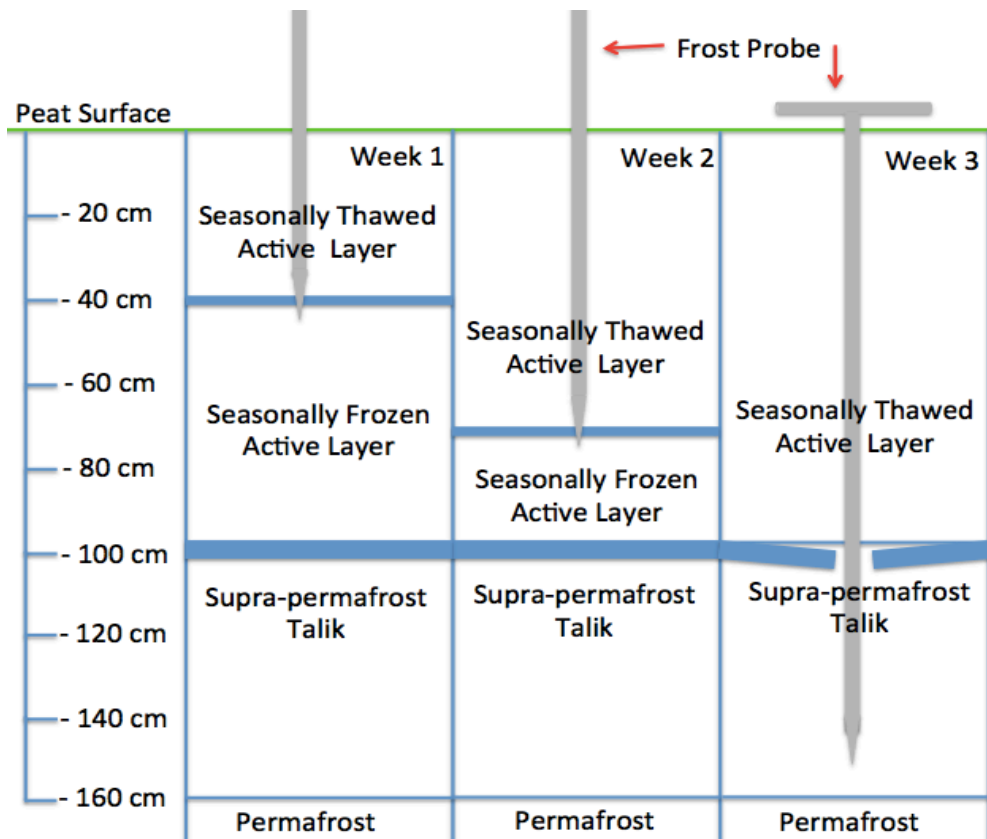 Frost Probe
Peat Surface
Week 1
Week 2
Week 3
- 20 cm
- 40 cm
- 60 cm
- 80 cm
- 100 cm
- 120 cm
- 140 cm
- 160 cm
Seasonally Thawed
Active Layer
Seasonally Frozen
Active Layer
Supra-permafrost
Talik
Permafrost
Seasonally Thawed
Active Layer
Seasonally Frozen
Active Layer
Supra-permafrost
Talik
Permafrost
Seasonally Thawed
Active Layer
Supra-permafrost
Talik
Permafrost